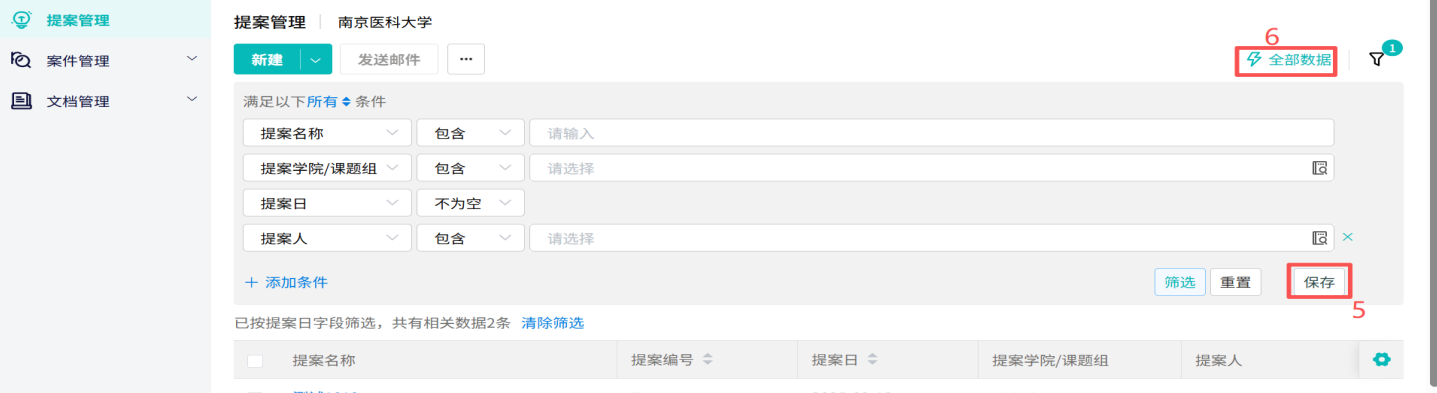 提案管理
案件管理
文档管理
提案管理 南京医科大学
新建 发送邮件 ... 6 全部数据 1
满足以下所有条件
提案名称 包含 请输入
提案学院/课题组 包含 请选择
提案日 不为空
提案人 包含 请选择 ×
+ 添加条件 筛选 重置 保存
5
已按提案日字段筛选，共有相关数据2条 清除筛选
提案名称 提案编号 提案日 提案学院/课题组 提案人